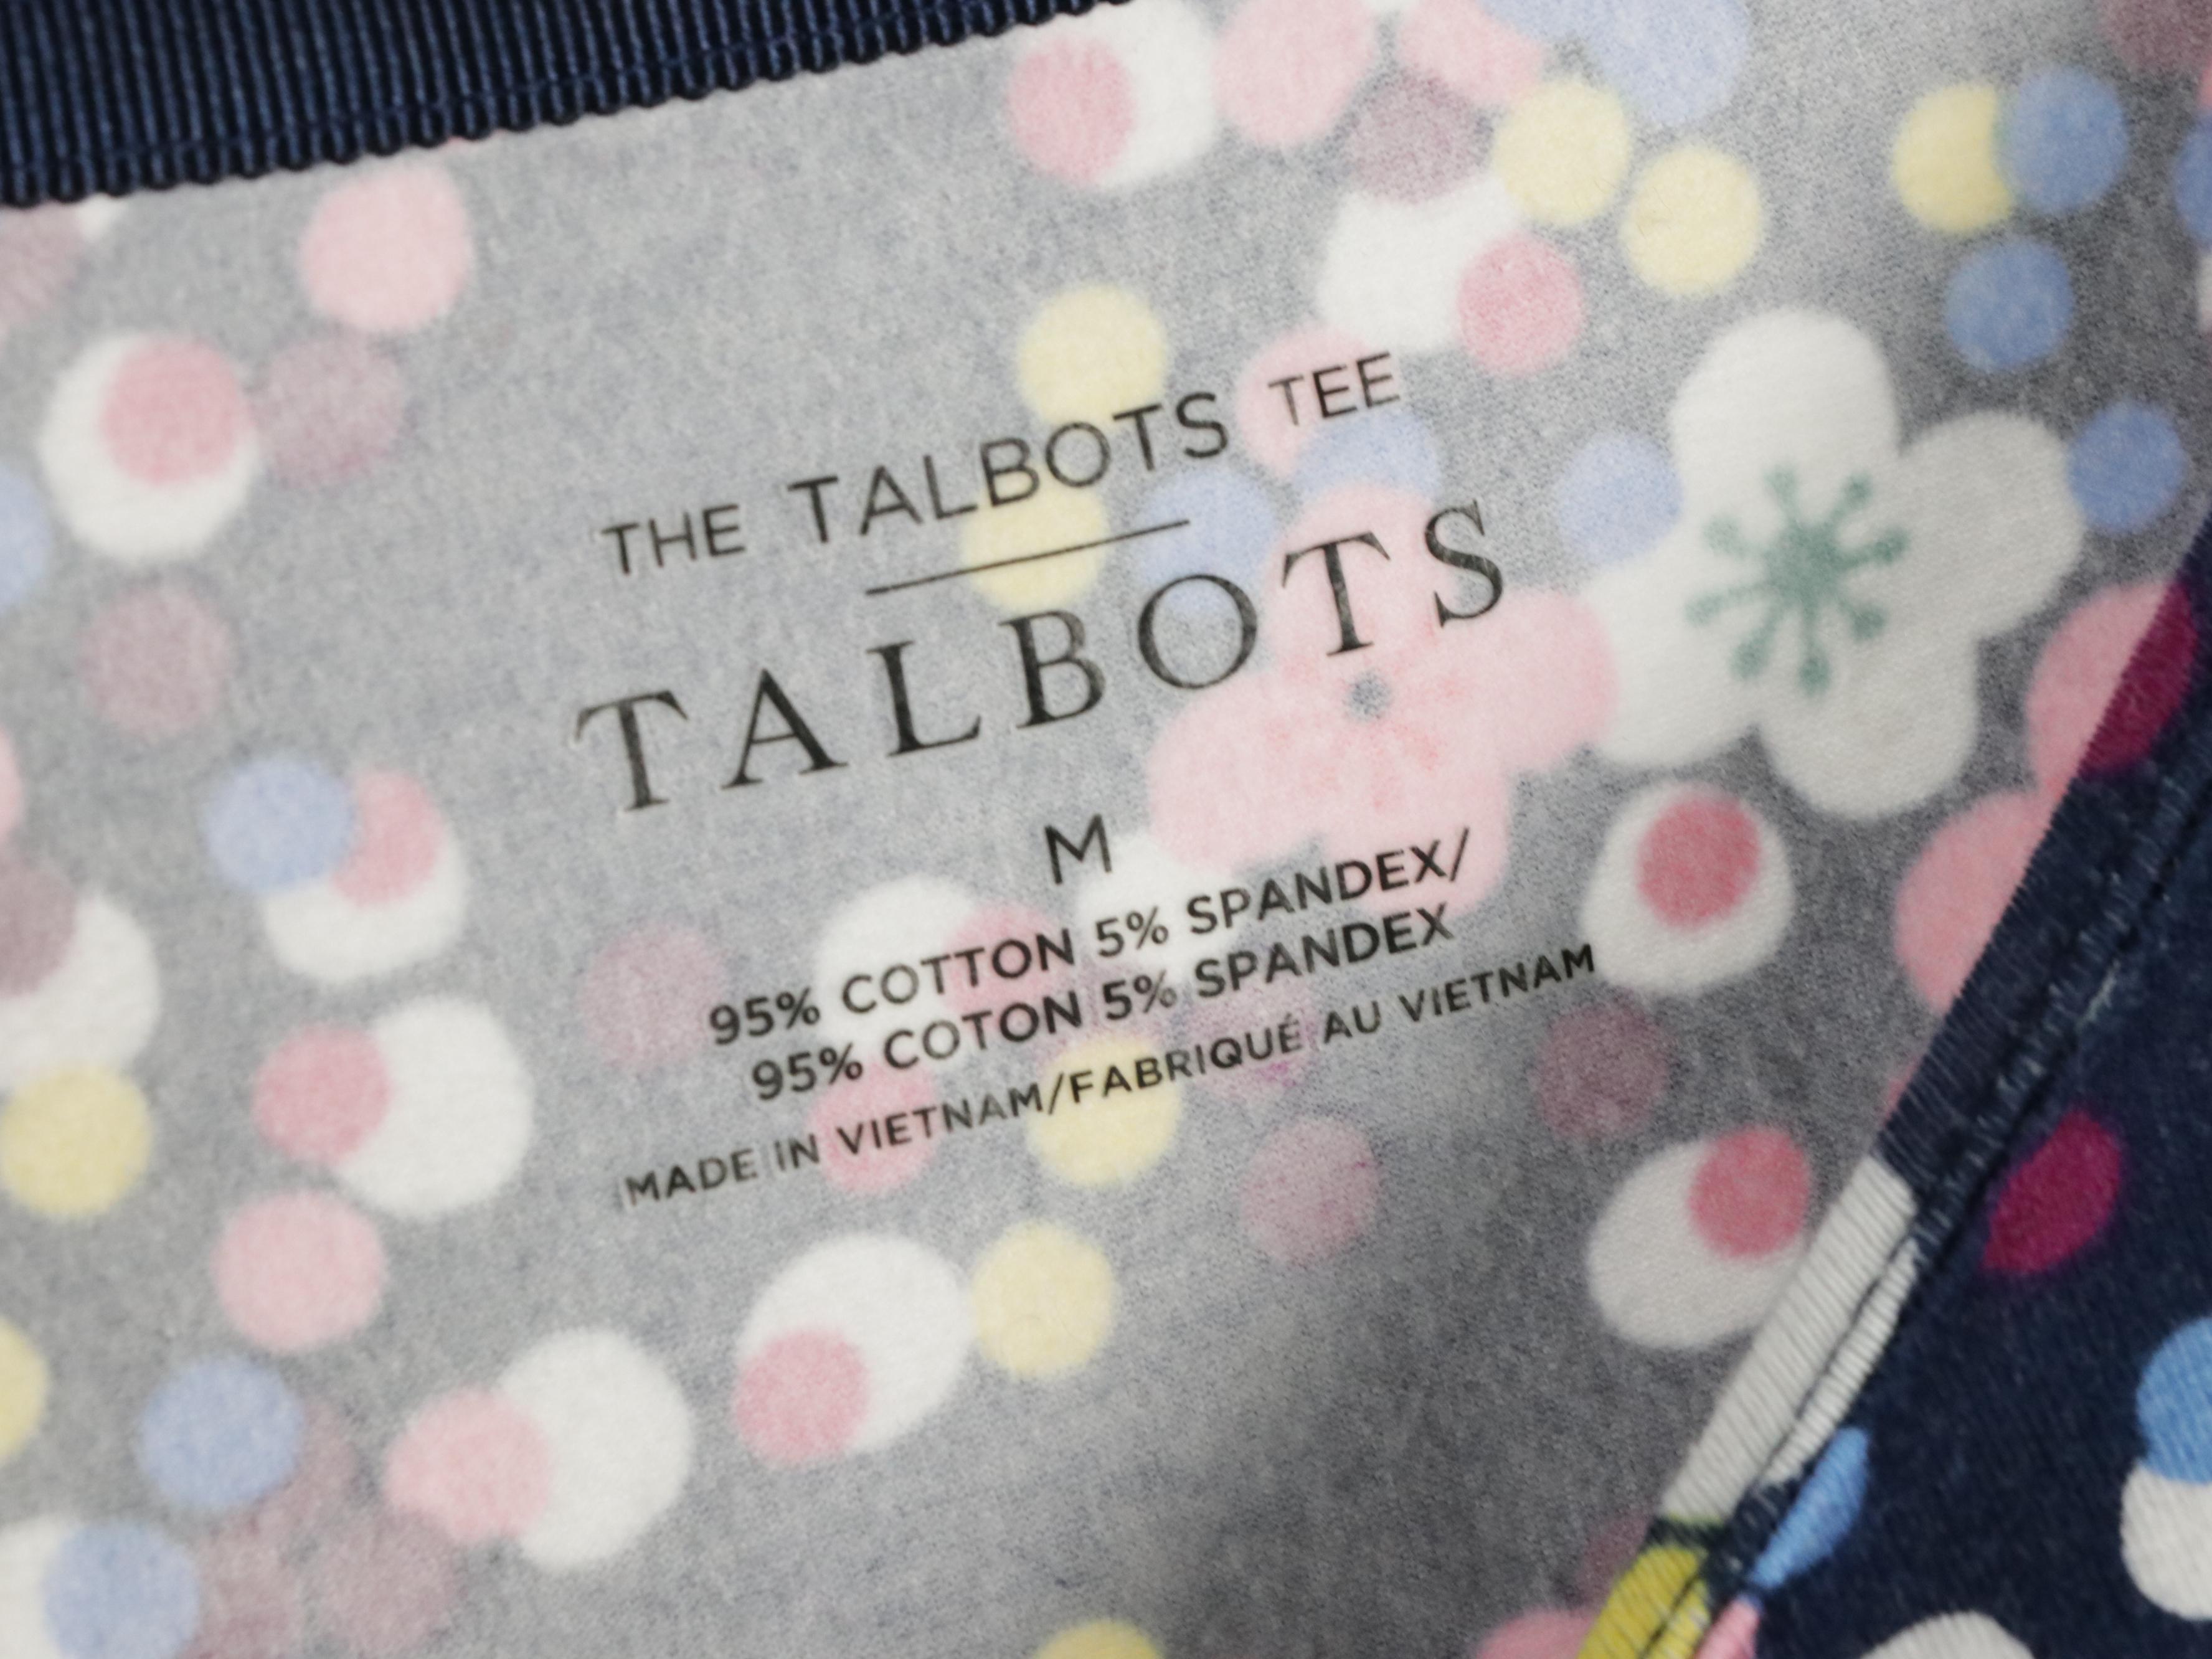 THE TALBOTS TEE
TALBOTS
M
95% COTTON 5% SPANDEX/
95% COTON 5% SPANDEX
MADE IN VIETNAM/FABRIQUÉ AU VIETNAM